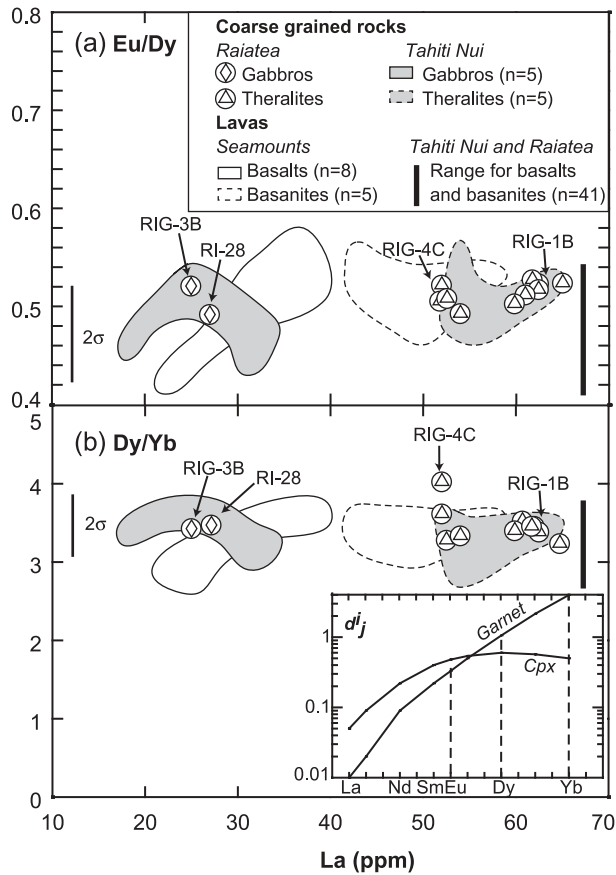 (a) Eu/Dy
Coarse grained rocks
Raiatea
Tahiti Nui
Gabbros
Gabbros (n=5)
Theralites
Theralites (n=5)
Lavas
Seamounts
Tahiti Nui and Raiatea
Basalts (n=8)
Range for basalts
Basanites (n=5)
and basanites (n=41)
0.8
0.7
0.6
0.5
0.4
RIG-3B
RI-28
RIG-4C
RIG-1B
2σ
(b) Dy/Yb
5
4
3
2
1
0
RIG-3B
RI-28
RIG-4C
RIG-1B
2σ
dⁱⱼ
Garnet
Cpx
1
0.1
0.01
La Nd Sm Eu Dy Yb
10 20 30 40 50 60 70
La (ppm)